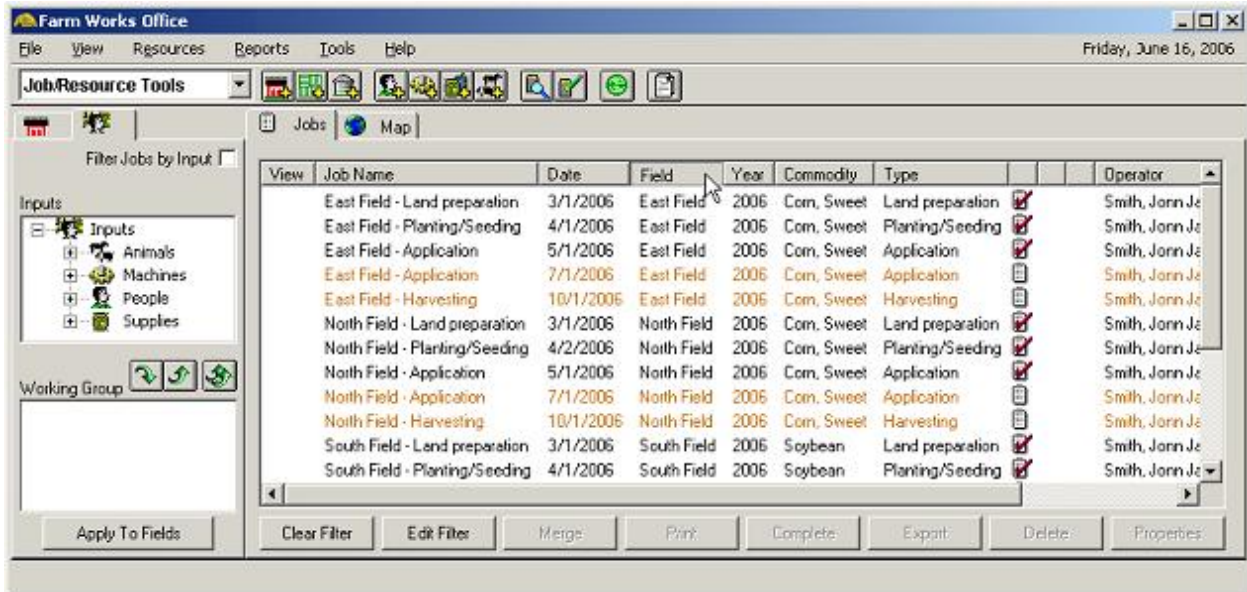 Farm Works Office
File View Resources Reports Tools Help Friday, June 16, 2006
Job/Resource Tools
Jobs Map
Filter Jobs by Input
View Job Name Date Field Year Commodity Type Operator
Inputs
Inputs
Animals
Machines
People
Supplies
Working Group
East Field - Land preparation 3/1/2006 East Field 2006 Corn, Sweet Land preparation Smith, Jonn Ja
East Field - Planting/Seeding 4/1/2006 East Field 2006 Corn, Sweet Planting/Seeding Smith, Jonn Ja
East Field - Application 5/1/2006 East Field 2006 Corn, Sweet Application Smith, Jonn Ja
East Field - Application 7/1/2006 East Field 2006 Corn, Sweet Application Smith, Jonn Ja
East Field - Harvesting 10/1/2006 East Field 2006 Corn, Sweet Harvesting Smith, Jonn Ja
North Field - Land preparation 3/1/2006 North Field 2006 Corn, Sweet Land preparation Smith, Jonn Ja
North Field - Planting/Seeding 4/2/2006 North Field 2006 Corn, Sweet Planting/Seeding Smith, Jonn Ja
North Field - Application 5/1/2006 North Field 2006 Corn, Sweet Application Smith, Jonn Ja
North Field - Application 7/1/2006 North Field 2006 Corn, Sweet Application Smith, Jonn Ja
North Field - Harvesting 10/1/2006 North Field 2006 Corn, Sweet Harvesting Smith, Jonn Ja
South Field - Land preparation 3/1/2006 South Field 2006 Soybean Land preparation Smith, Jonn Ja
South Field - Planting/Seeding 4/1/2006 South Field 2006 Soybean Planting/Seeding Smith, Jonn Ja
Apply To Fields Clear Filter Edit Filter Merge Print Complete Export Delete Properties